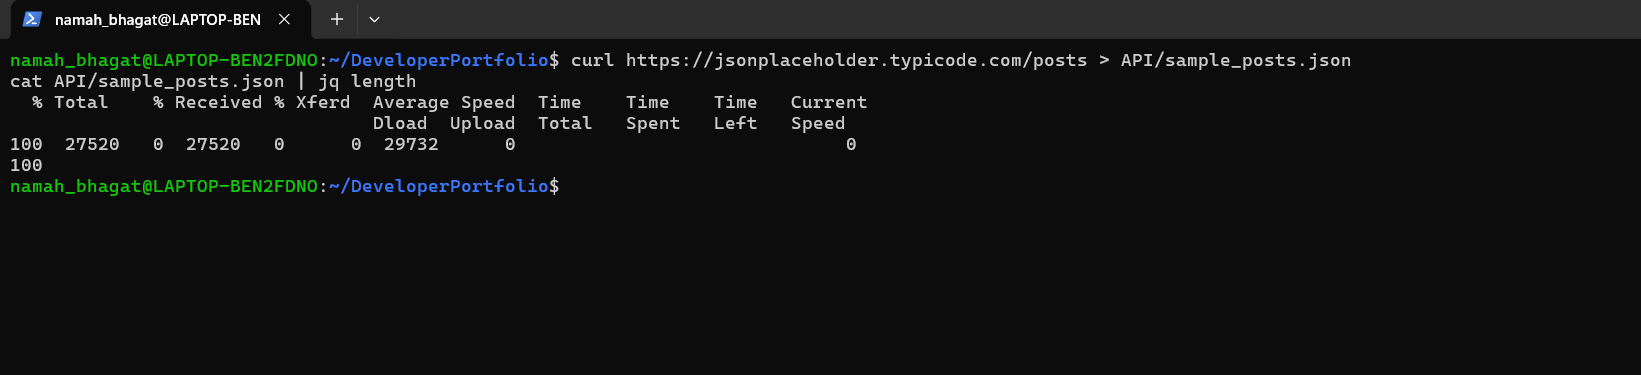 namah_bhagat@LAPTOP-BEN
namah_bhagat@LAPTOP-BEN2FDNO:~/DeveloperPortfolio$ curl https://jsonplaceholder.typicode.com/posts > API/sample_posts.json
cat API/sample_posts.json | jq length
  % Total    % Received % Xferd  Average Speed  Time    Time    Time   Current
                                 Dload  Upload  Total   Spent   Left   Speed
100  27520   0  27520   0      0  29732      0                              0
100
namah_bhagat@LAPTOP-BEN2FDNO:~/DeveloperPortfolio$